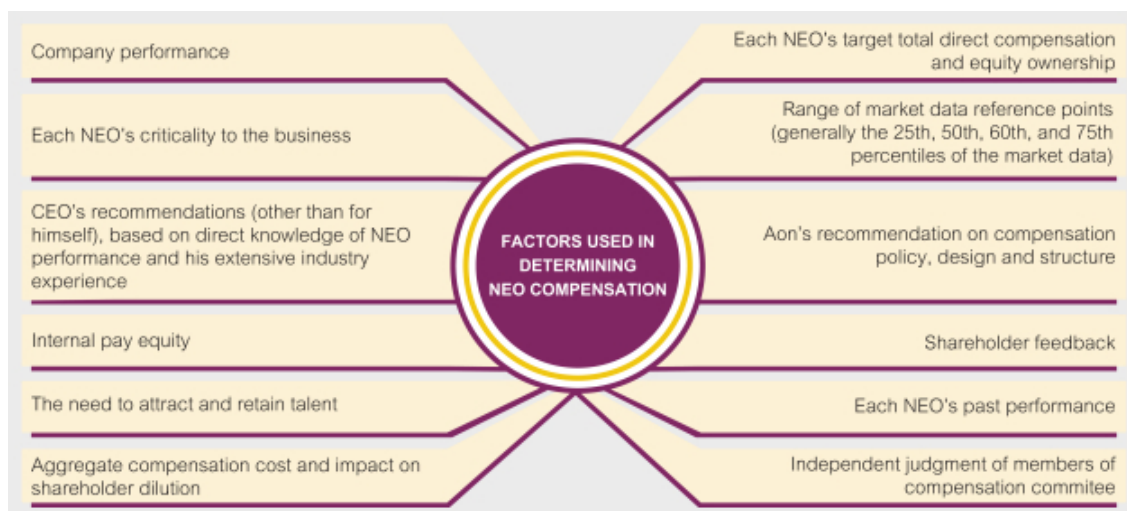 Company performance
Each NEO's criticality to the business
CEO's recommendations (other than for
himself), based on direct knowledge of NEO
performance and his extensive industry
experience
Internal pay equity
The need to attract and retain talent
Aggregate compensation cost and impact on
shareholder dilution
FACTORS USED IN
DETERMINING
NEO COMPENSATION
Each NEO's target total direct compensation
and equity ownership
Range of market data reference points
(generally the 25th, 50th, 60th, and 75th
percentiles of the market data)
Aon's recommendation on compensation
policy, design and structure
Shareholder feedback
Each NEO's past performance
Independent judgment of members of
compensation commitee